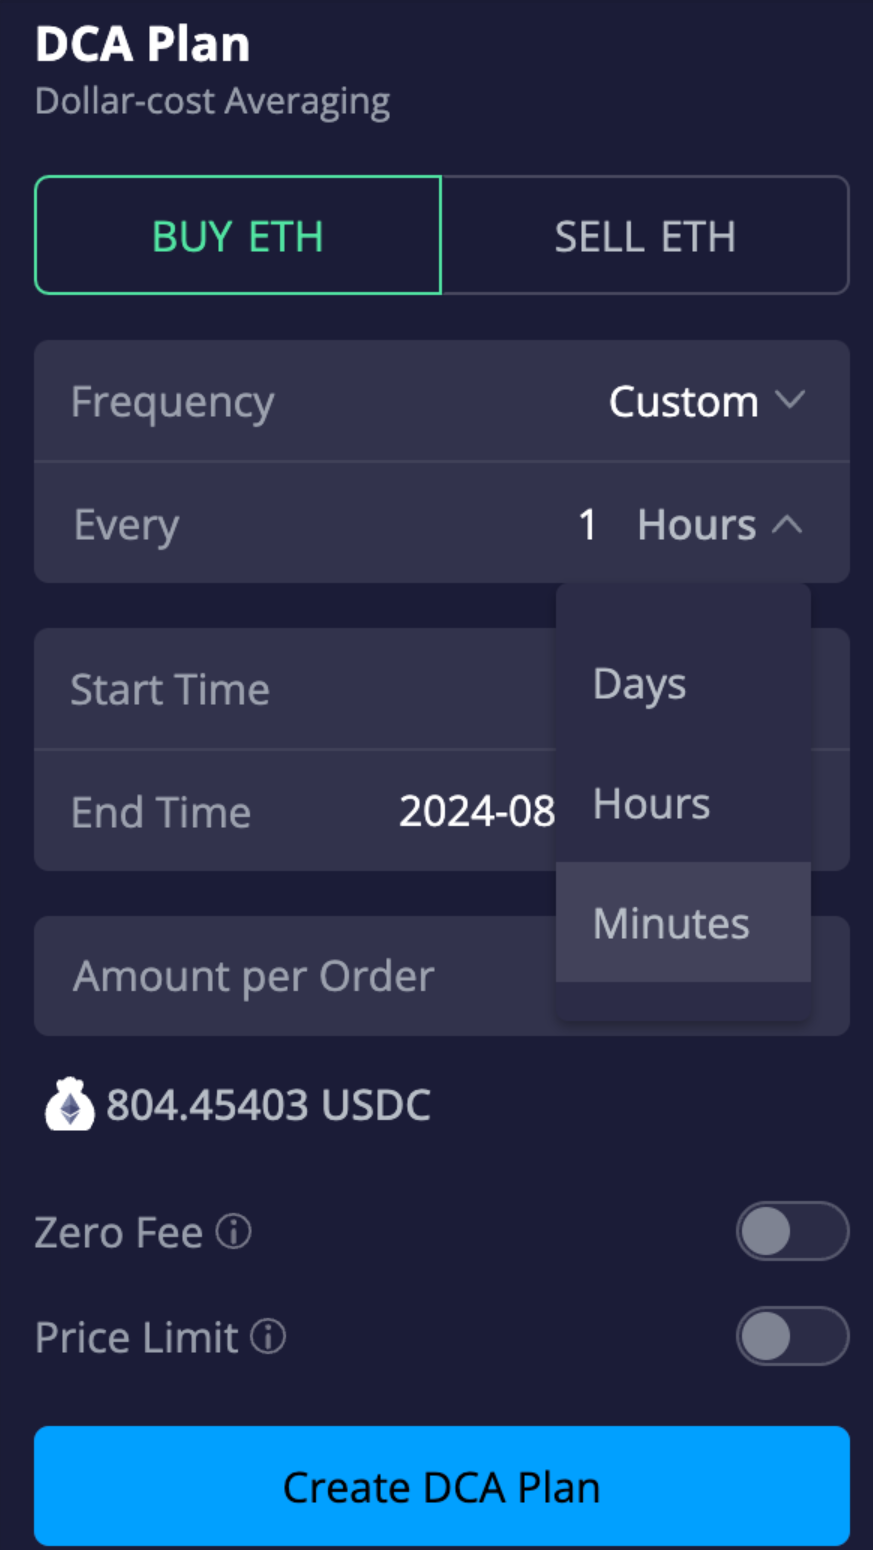 DCA Plan
Dollar-cost Averaging
BUY ETH SELL ETH
Frequency Custom
Every 1 Hours
Start Time
Days
End Time 2024-08
Hours
Minutes
Amount per Order
804.45403 USDC
Zero Fee
Price Limit
Create DCA Plan